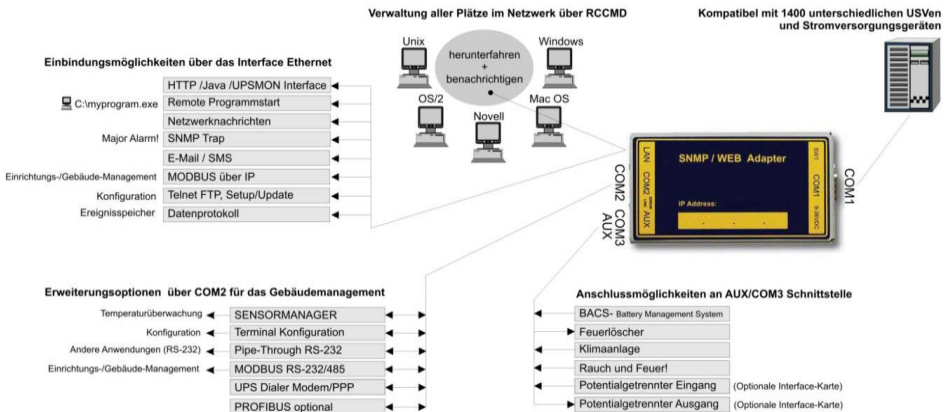 Verwaltung aller Plätze im Netzwerk über RCCMD
Kompatibel mit 1400 unterschiedlichen USVen
und Stromversorgungsgeräten
Unix
Windows
herunterfahren
+
benachrichtigen
OS/2
Mac OS
Novell
Einbindungsmöglichkeiten über das Interface Ethernet
HTTP /Java /UPSMON Interface
C:\myprogram.exe Remote Programmstart
Netzwerknachrichten
Major Alarm! SNMP Trap
E-Mail / SMS
Einrichtungs-/Gebäude-Management MODBUS über IP
Konfiguration Telnet FTP, Setup/Update
Ereignisspeicher Datenprotokoll
LAN COM2 AUX
SNMP / WEB Adapter
IP Address:
COM1 9-36VDC
COM2
COM3
AUX
COM1
Erweiterungsoptionen über COM2 für das Gebäudemanagement
Temperaturüberwachung SENSORMANAGER
Konfiguration Terminal Konfiguration
Andere Anwendungen (RS-232) Pipe-Through RS-232
Einrichtungs-/Gebäude-Management MODBUS RS-232/485
UPS Dialer Modem/PPP
PROFIBUS optional
Anschlussmöglichkeiten an AUX/COM3 Schnittstelle
BACS- Battery Management System
Feuerlöscher
Klimaanlage
Rauch und Feuer!
Potentialgetrennter Eingang (Optionale Interface-Karte)
Potentialgetrennter Ausgang (Optionale Interface-Karte)